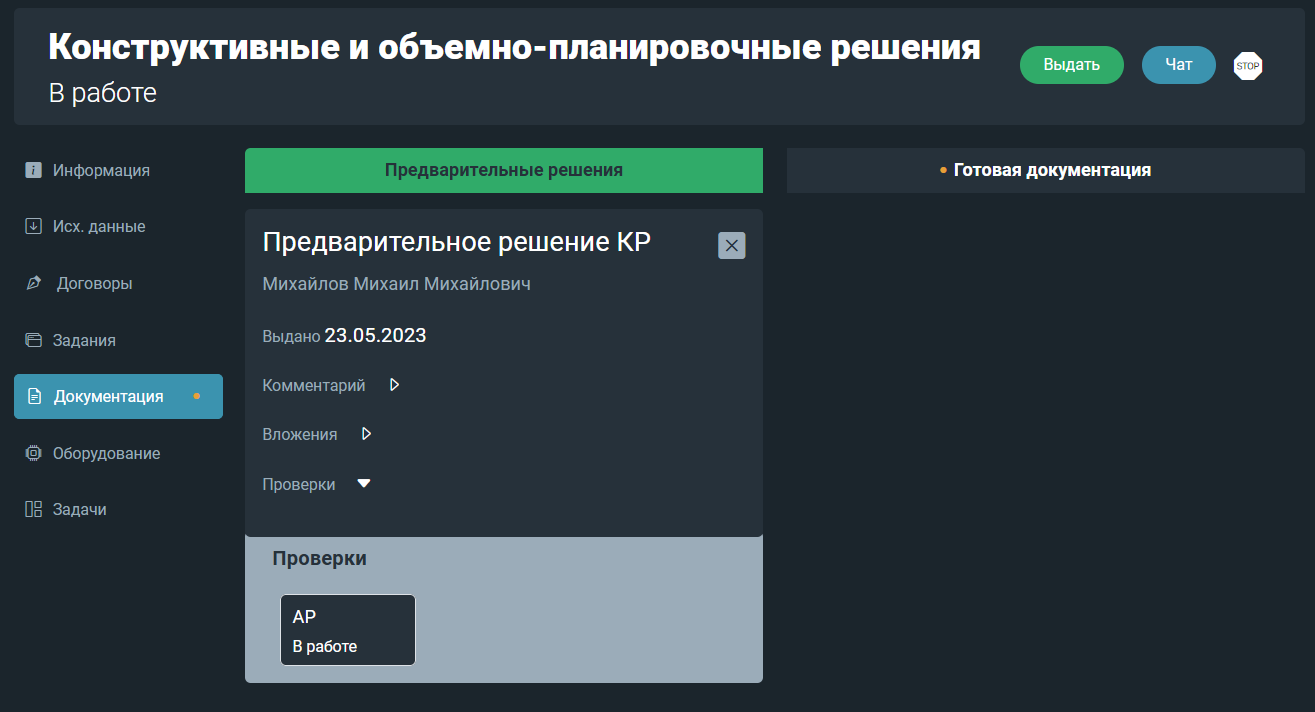 Конструктивные и объемно-планировочные решения
В работе
Выдать
Чат
STOP
Информация
Исх. данные
Договоры
Задания
Документация
Оборудование
Задачи
Предварительные решения
Готовая документация
Предварительное решение КР
Михайлов Михаил Михайлович
Выдано 23.05.2023
Комментарий
Вложения
Проверки
Проверки
АР
В работе